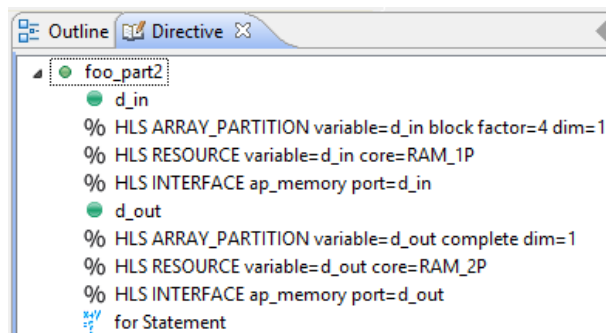 Outline Directive
foo_part2
d_in
% HLS ARRAY_PARTITION variable=d_in block factor=4 dim=1
% HLS RESOURCE variable=d_in core=RAM_1P
% HLS INTERFACE ap_memory port=d_in
d_out
% HLS ARRAY_PARTITION variable=d_out complete dim=1
% HLS RESOURCE variable=d_out core=RAM_2P
% HLS INTERFACE ap_memory port=d_out
for Statement